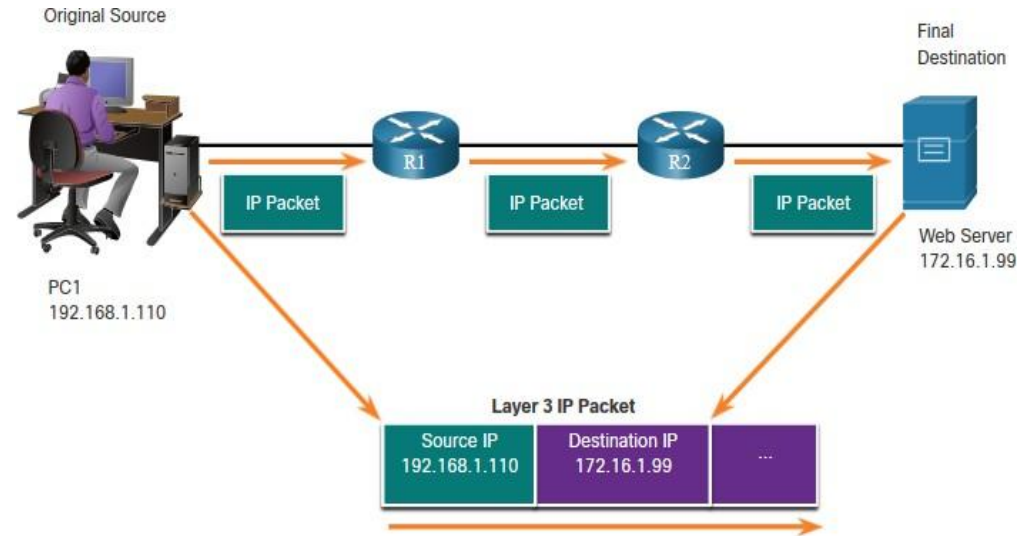 Original Source
Final
Destination
R1
R2
IP Packet
IP Packet
IP Packet
Web Server
172.16.1.99
PC1
192.168.1.110
Layer 3 IP Packet
Source IP
192.168.1.110
Destination IP
172.16.1.99
...